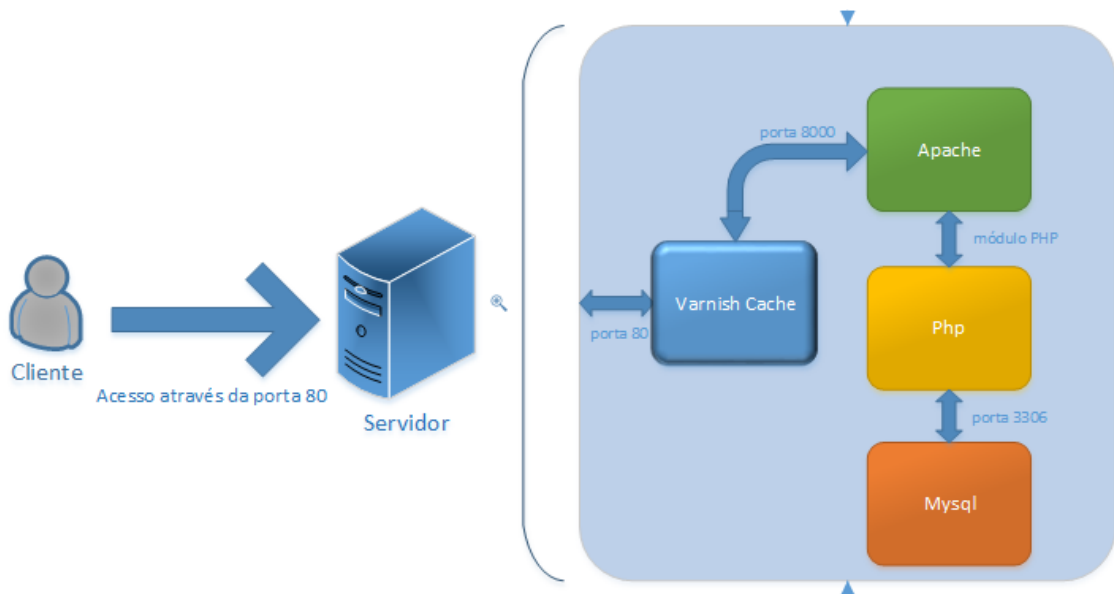 Cliente
Acesso através da porta 80
Servidor
porta 80
Varnish Cache
porta 8000
Apache
módulo PHP
Php
porta 3306
Mysql